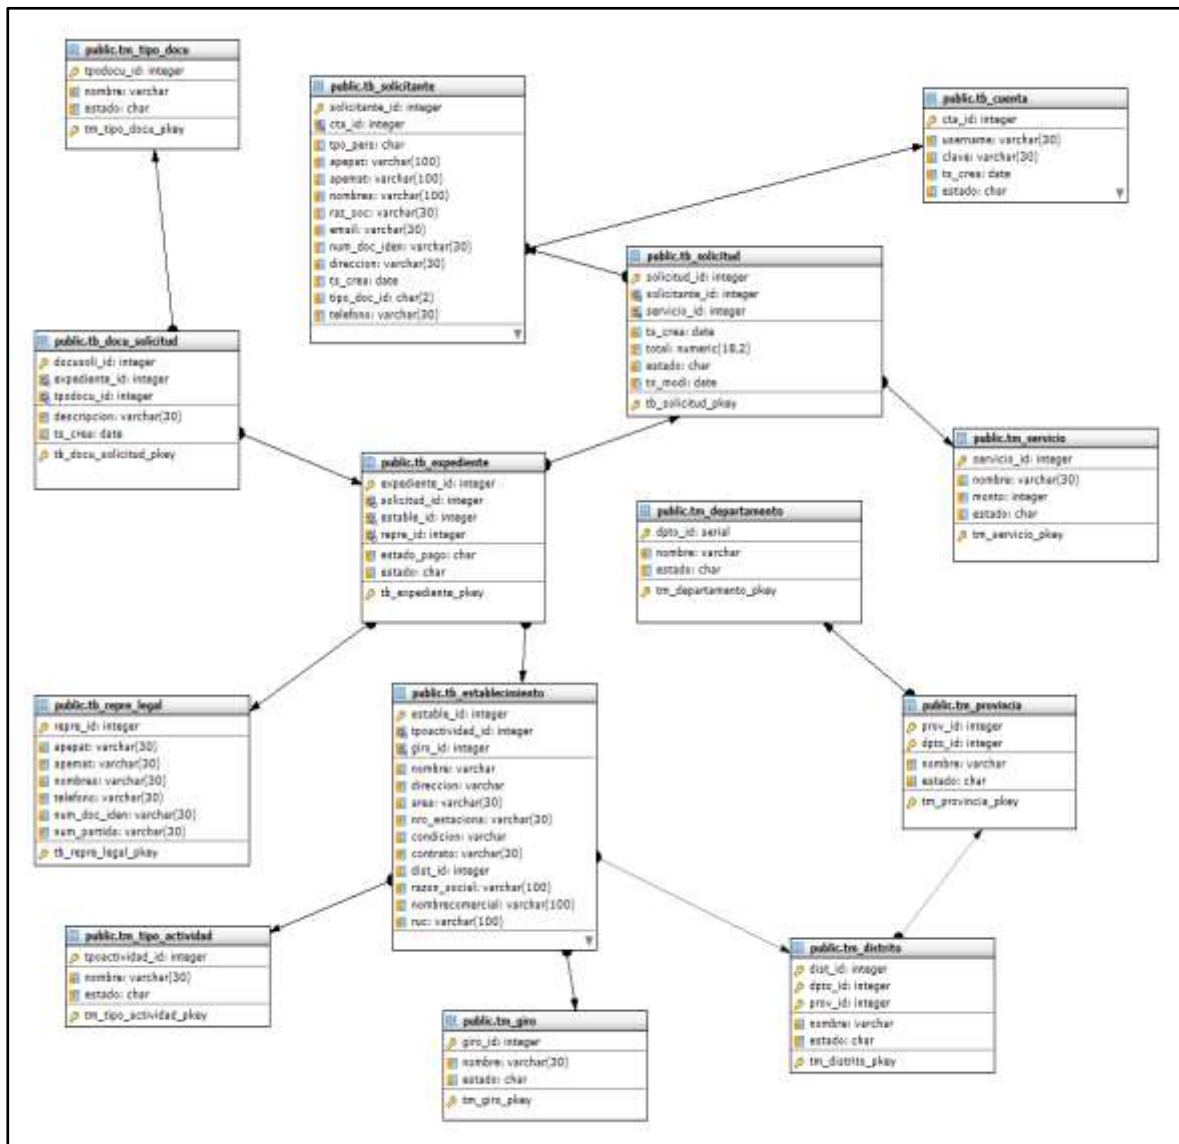 public.tm_tipo_docu
tpodocu_id: integer
nombre: varchar
estado: char
tm_tipo_docu_pkey
public.tb_solicitante
solicitante_id: integer
cta_id: integer
tpo_pers: char
apepat: varchar(100)
apemat: varchar(100)
nombres: varchar(100)
raz_soc: varchar(30)
email: varchar(30)
num_doc_iden: varchar(30)
direccion: varchar(30)
ts_crea: date
tipo_doc_id: char(2)
telefono: varchar(30)
public.tb_cuenta
cta_id: integer
username: varchar(30)
clave: varchar(30)
ts_crea: date
estado: char
public.tb_solicitud
solicitud_id: integer
solicitante_id: integer
servicio_id: integer
ts_crea: date
total: numeric(18,2)
estado: char
ts_modi: date
tb_solicitud_pkey
public.tb_docu_solicitud
docusoli_id: integer
expediente_id: integer
tpodocu_id: integer
descripcion: varchar(30)
ts_crea: date
tb_docu_solicitud_pkey
public.tm_servicio
servicio_id: integer
nombre: varchar(30)
monto: integer
estado: char
tm_servicio_pkey
public.tb_expediente
expediente_id: integer
solicitud_id: integer
estable_id: integer
repre_id: integer
estado_pago: char
estado: char
tb_expediente_pkey
public.tm_departamento
dpto_id: serial
nombre: varchar
estado: char
tm_departamento_pkey
public.tb_repre_legal
repre_id: integer
apepat: varchar(30)
apemat: varchar(30)
nombres: varchar(30)
telefono: varchar(30)
num_doc_iden: varchar(30)
num_partida: varchar(30)
tb_repre_legal_pkey
public.tb_establecimiento
estable_id: integer
tpoactividad_id: integer
giro_id: integer
nombre: varchar
direccion: varchar
area: varchar(30)
nro_estaciona: varchar(30)
condicion: varchar
contrato: varchar(30)
dist_id: integer
razon_social: varchar(100)
nombrecomercial: varchar(100)
ruc: varchar(100)
public.tm_provincia
prov_id: integer
dpto_id: integer
nombre: varchar
estado: char
tm_provincia_pkey
public.tm_tipo_actividad
tpoactividad_id: integer
nombre: varchar(30)
estado: char
tm_tipo_actividad_pkey
public.tm_distrito
dist_id: integer
dpto_id: integer
prov_id: integer
nombre: varchar
estado: char
tm_distrito_pkey
public.tm_giro
giro_id: integer
nombre: varchar(30)
estado: char
tm_giro_pkey